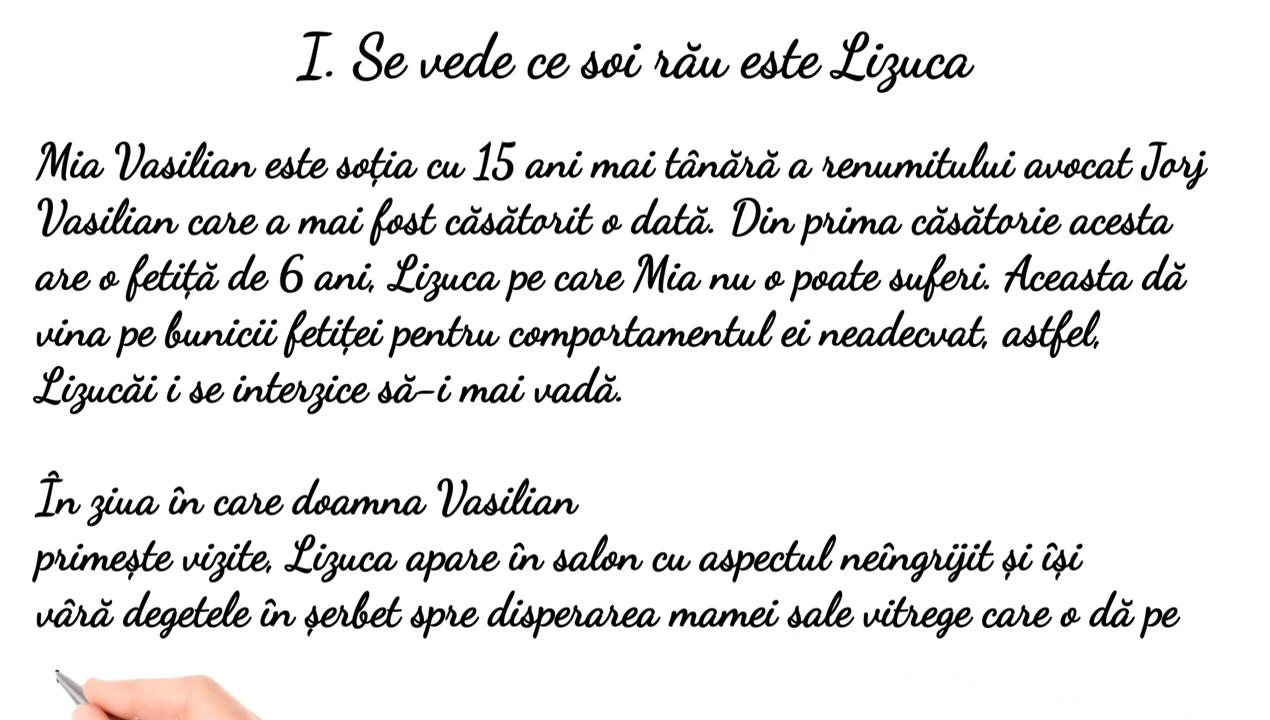 I. Se vede ce soi rău este Lizuca
Mia Vasilian este soția cu 15 ani mai tânără a renumitului avocat Jorj
Vasilian care a mai fost căsătorit o dată. Din prima căsătorie acesta
are o fetiță de 6 ani, Lizuca pe care Mia nu o poate suferi. Aceasta dă
vina pe bunicii fetiței pentru comportamentul ei neadecvat, astfel,
Lizucăi i se interzice să-i mai vadă.
În ziua în care doamna Vasilian
primește vizite, Lizuca apare în salon cu aspectul neîngrijit și își
vâră degetele în șerbet spre disperarea mamei sale vitrege care o dă pe